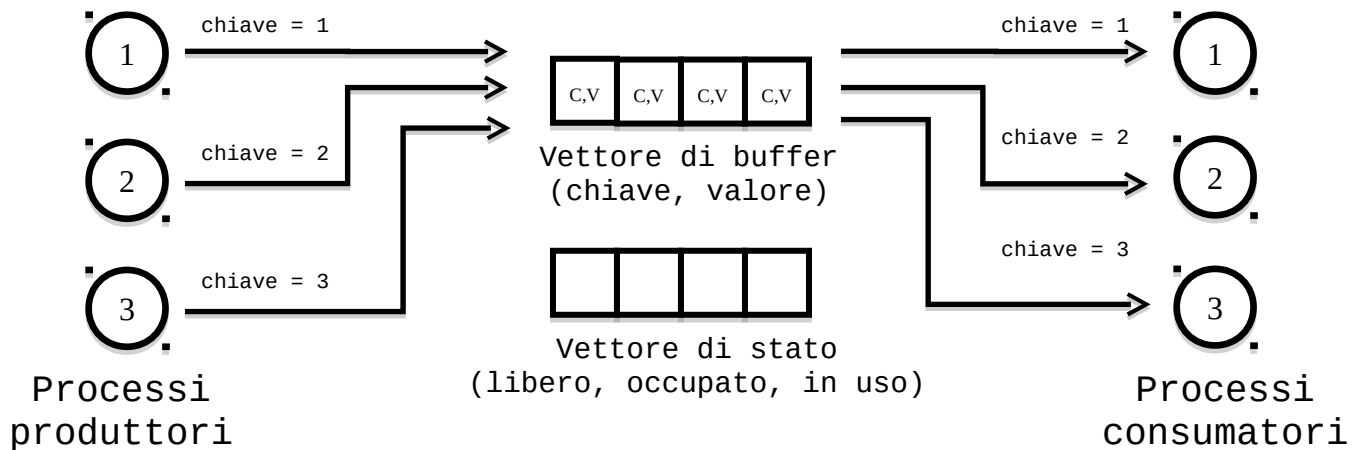 chiave = 1
1
chiave = 2
2
chiave = 3
3
Processi
produttori
C,V C,V C,V C,V
Vettore di buffer
(chiave, valore)
Vettore di stato
(libero, occupato, in uso)
chiave = 1
1
chiave = 2
2
chiave = 3
3
Processi
consumatori